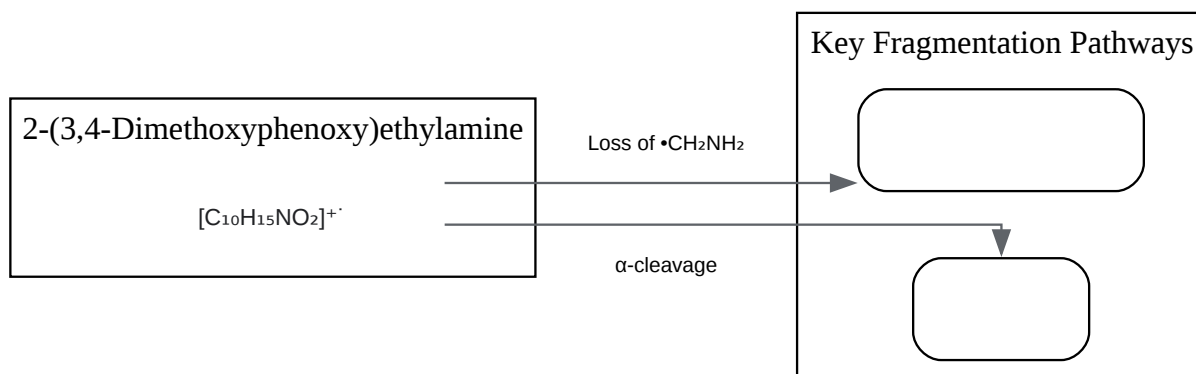 Key Fragmentation Pathways
2-(3,4-Dimethoxyphenoxy)ethylamine
Loss of •CH₂NH₂
[C₁₀H₁₅NO₂]⁺˙
α-cleavage